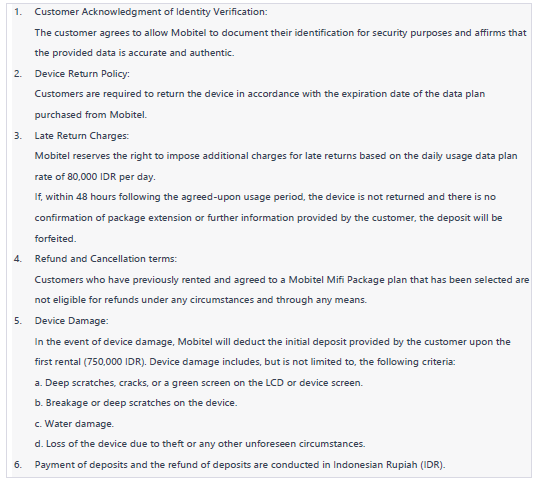 1. Customer Acknowledgment of Identity Verification:
The customer agrees to allow Mobitel to document their identification for security purposes and affirms that
the provided data is accurate and authentic.
2. Device Return Policy:
Customers are required to return the device in accordance with the expiration date of the data plan
purchased from Mobitel.
3. Late Return Charges:
Mobitel reserves the right to impose additional charges for late returns based on the daily usage data plan
rate of 80,000 IDR per day.
If, within 48 hours following the agreed-upon usage period, the device is not returned and there is no
confirmation of package extension or further information provided by the customer, the deposit will be
forfeited.
4. Refund and Cancellation terms:
Customers who have previously rented and agreed to a Mobitel Mifi Package plan that has been selected are
not eligible for refunds under any circumstances and through any means.
5. Device Damage:
In the event of device damage, Mobitel will deduct the initial deposit provided by the customer upon the
first rental (750,000 IDR). Device damage includes, but is not limited to, the following criteria:
a. Deep scratches, cracks, or a green screen on the LCD or device screen.
b. Breakage or deep scratches on the device.
c. Water damage.
d. Loss of the device due to theft or any other unforeseen circumstances.
6. Payment of deposits and the refund of deposits are conducted in Indonesian Rupiah (IDR).